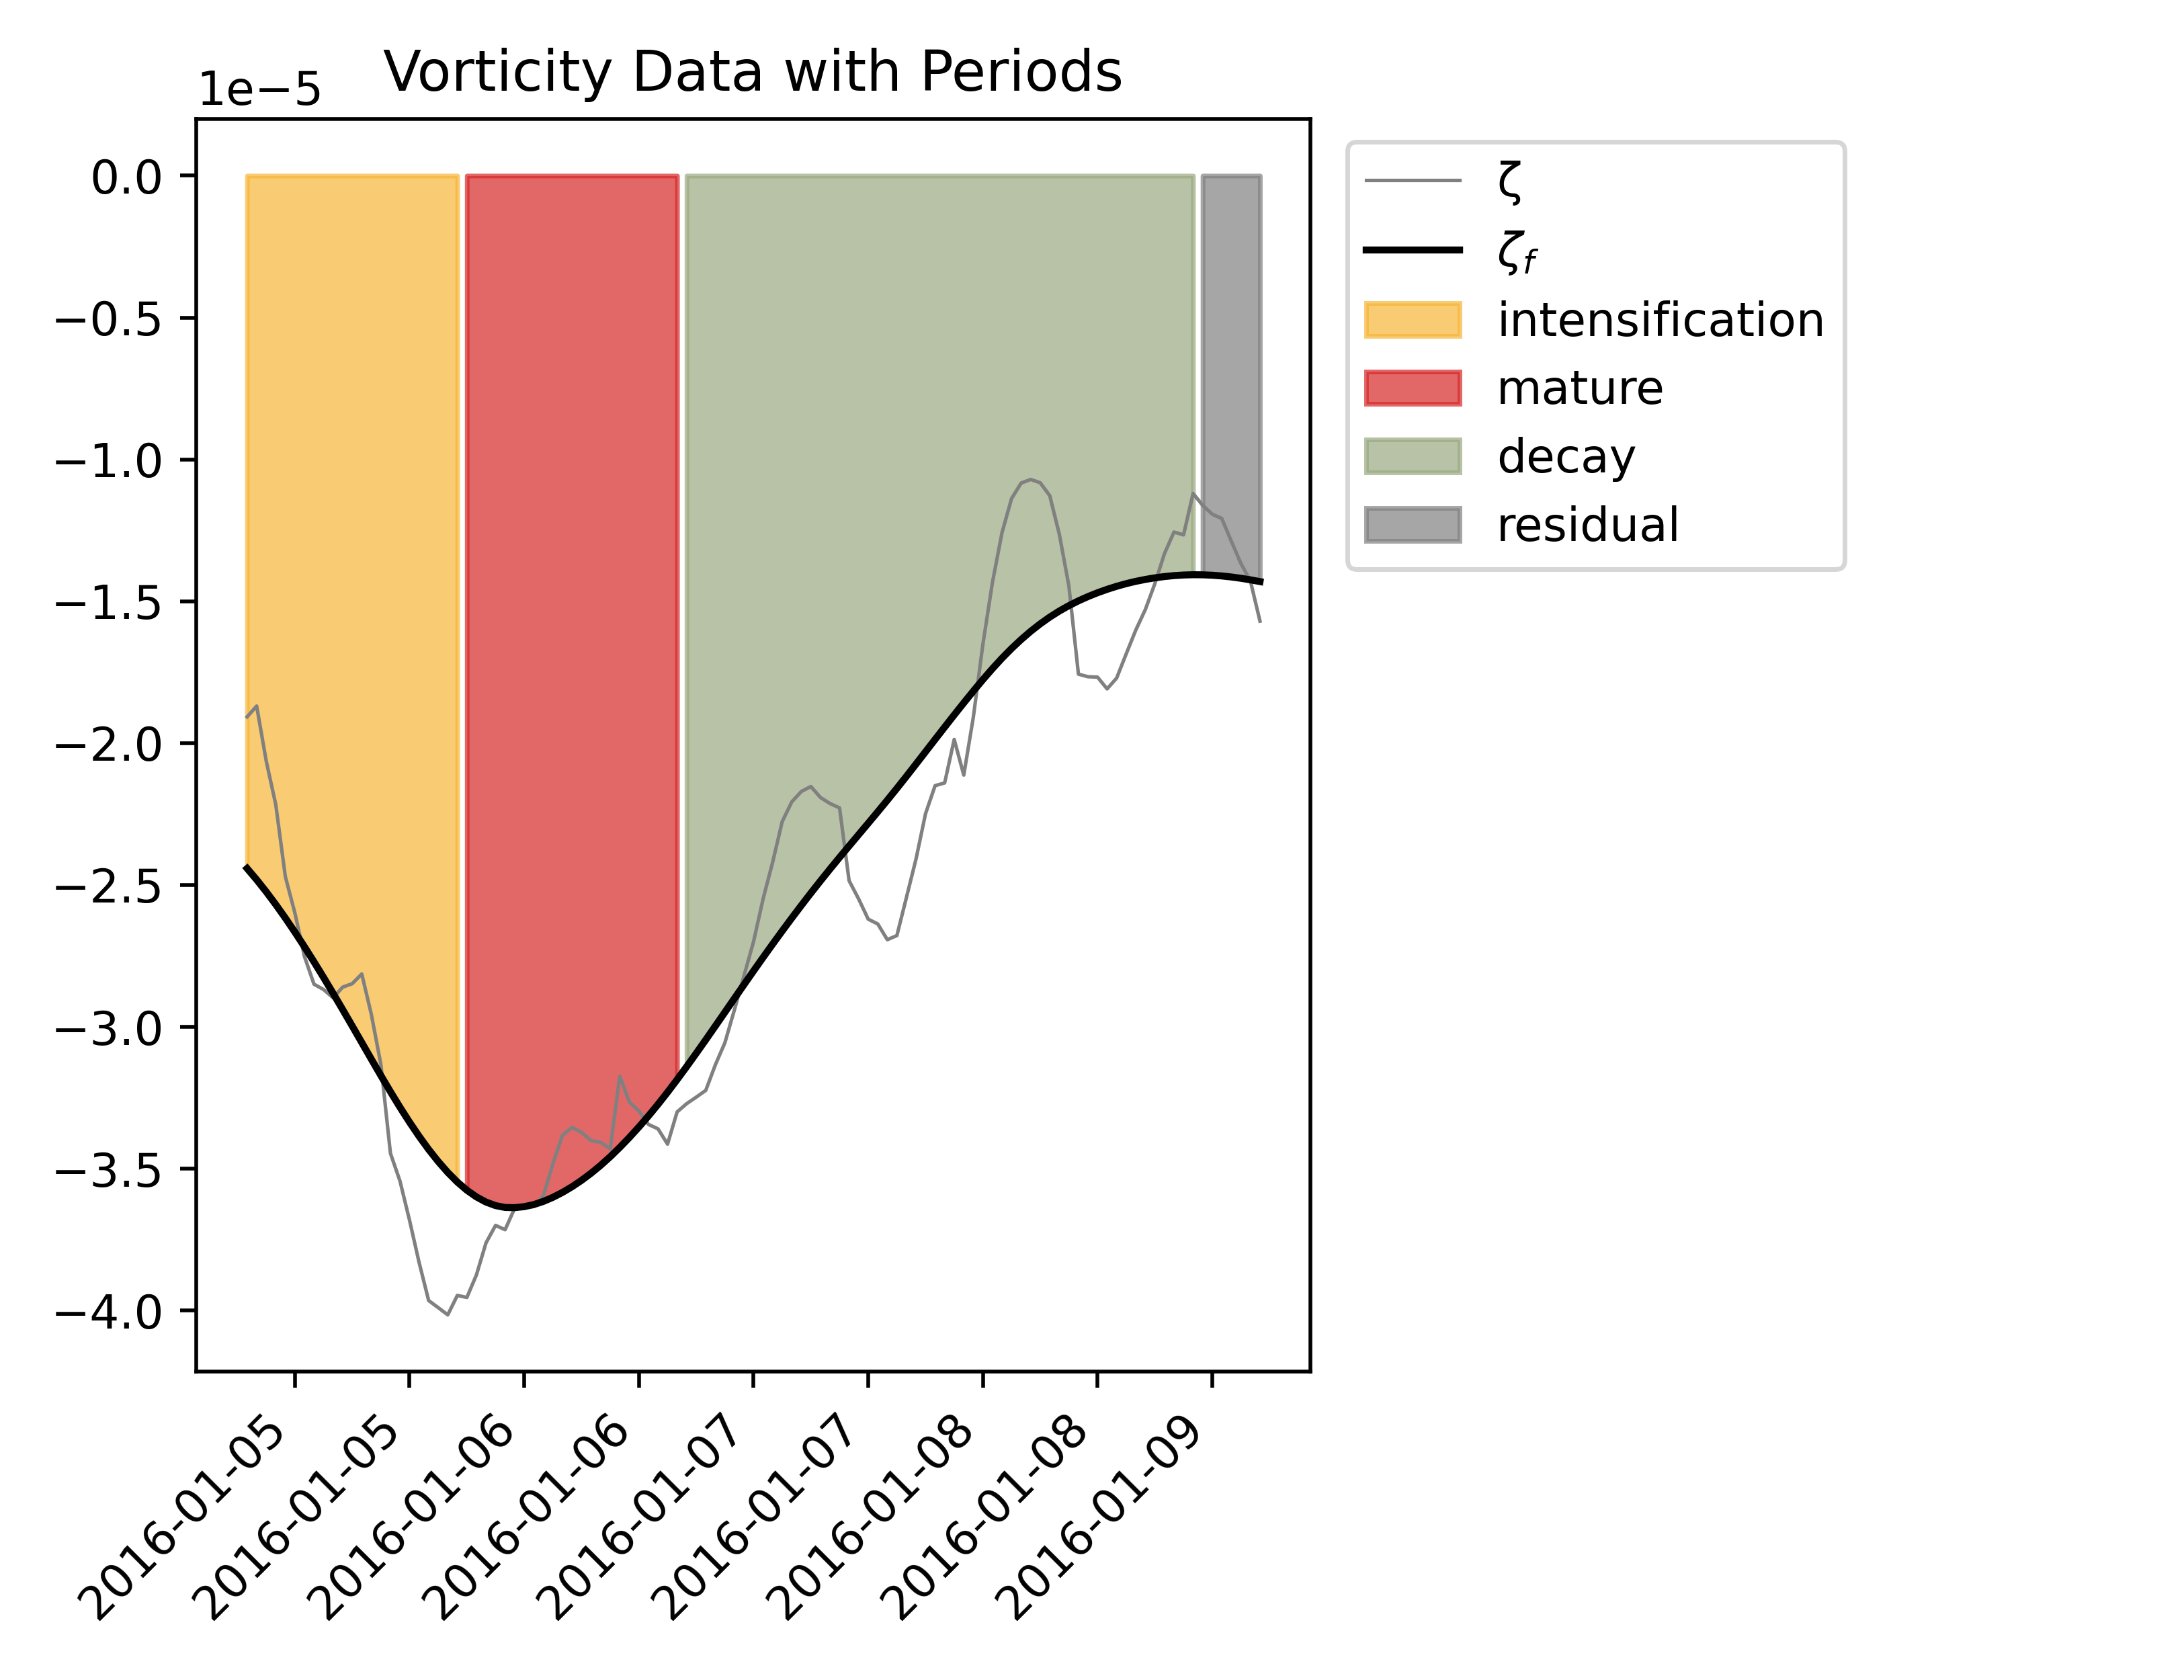 Vorticity Data with Periods
1e−5
0.0
−0.5
−1.0
−1.5
−2.0
−2.5
−3.0
−3.5
−4.0
2016-01-05
2016-01-05
2016-01-06
2016-01-06
2016-01-07
2016-01-07
2016-01-08
2016-01-08
2016-01-09
ζ
ζf
intensification
mature
decay
residual